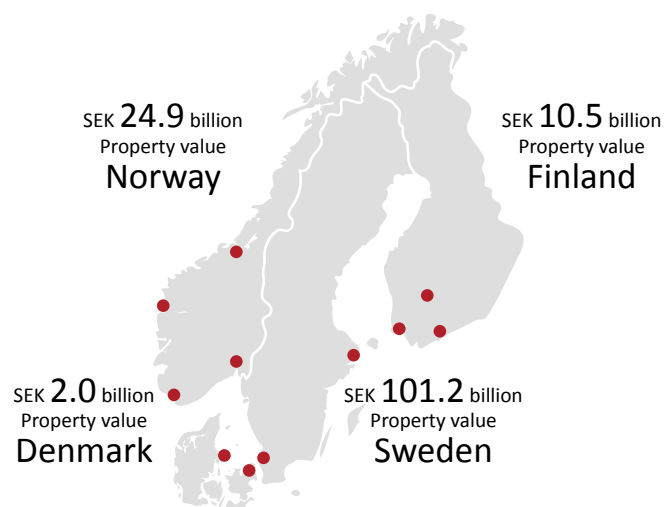 SEK 24.9 billion
Property value
Norway
SEK 10.5 billion
Property value
Finland
SEK 2.0 billion
Property value
Denmark
SEK 101.2 billion
Property value
Sweden